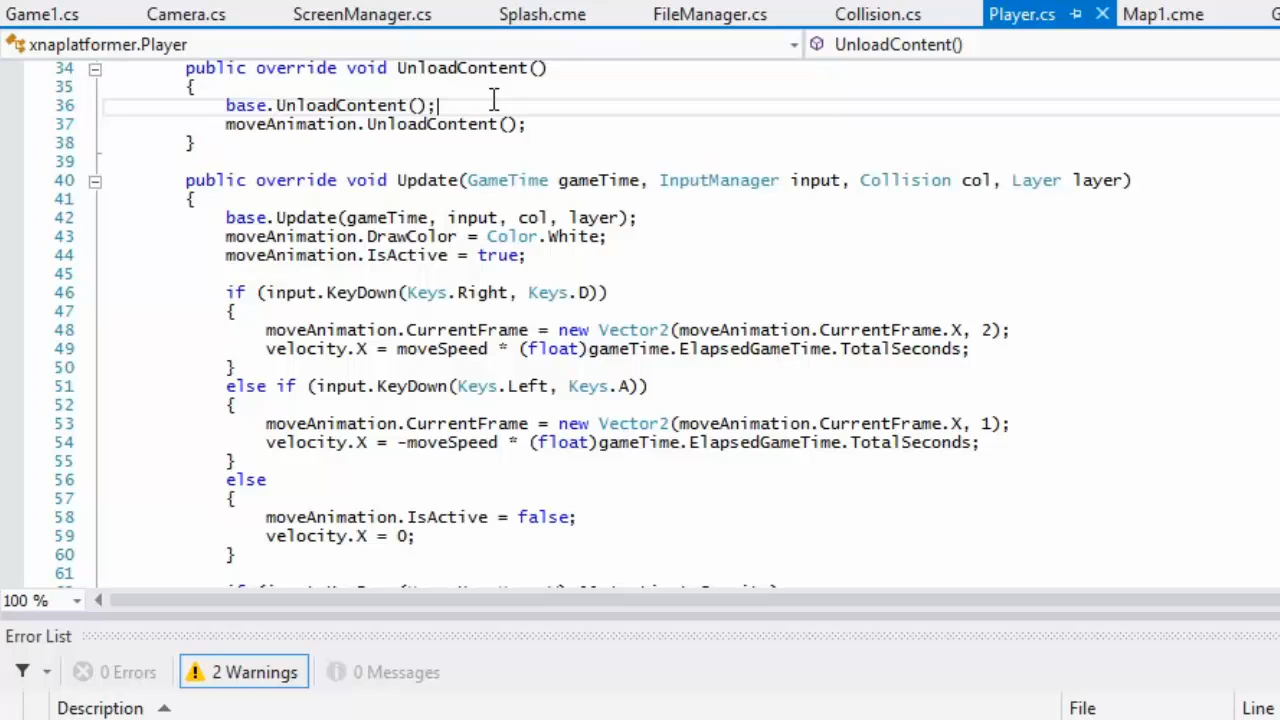 Game1.cs Camera.cs ScreenManager.cs Splash.cme FileManager.cs Collision.cs Player.cs Map1.cme
xnaplatformer.Player UnloadContent()
34 public override void UnloadContent()
35 {
36 base.UnloadContent();
37 moveAnimation.UnloadContent();
38 }
39
40 public override void Update(GameTime gameTime, InputManager input, Collision col, Layer layer)
41 {
42 base.Update(gameTime, input, col, layer);
43 moveAnimation.DrawColor = Color.White;
44 moveAnimation.IsActive = true;
45
46 if (input.KeyDown(Keys.Right, Keys.D))
47 {
48 moveAnimation.CurrentFrame = new Vector2(moveAnimation.CurrentFrame.X, 2);
49 velocity.X = moveSpeed * (float)gameTime.ElapsedGameTime.TotalSeconds;
50 }
51 else if (input.KeyDown(Keys.Left, Keys.A))
52 {
53 moveAnimation.CurrentFrame = new Vector2(moveAnimation.CurrentFrame.X, 1);
54 velocity.X = -moveSpeed * (float)gameTime.ElapsedGameTime.TotalSeconds;
55 }
56 else
57 {
58 moveAnimation.IsActive = false;
59 velocity.X = 0;
60 }
61
100 %
Error List
0 Errors 2 Warnings 0 Messages
Description File Line